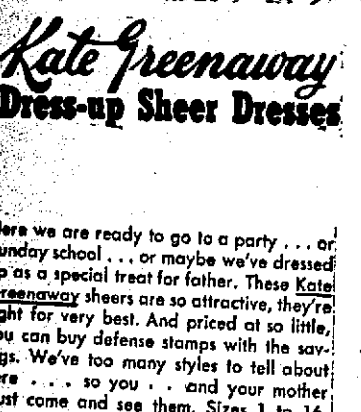 Kate Greenaway
Dress-up Sheer Dresses
ere we are ready to go to a party . . . or
unday school . . . or maybe we've dressed
p as a special treat for father. These Kate
reenaway sheers are so attractive, they're
ght for very best. And priced at so little,
ou can buy defense stamps with the sav-
gs. We've too many styles to tell about
ere . . . so you . . and your mother
ust come and see them. Sizes 1 to 16